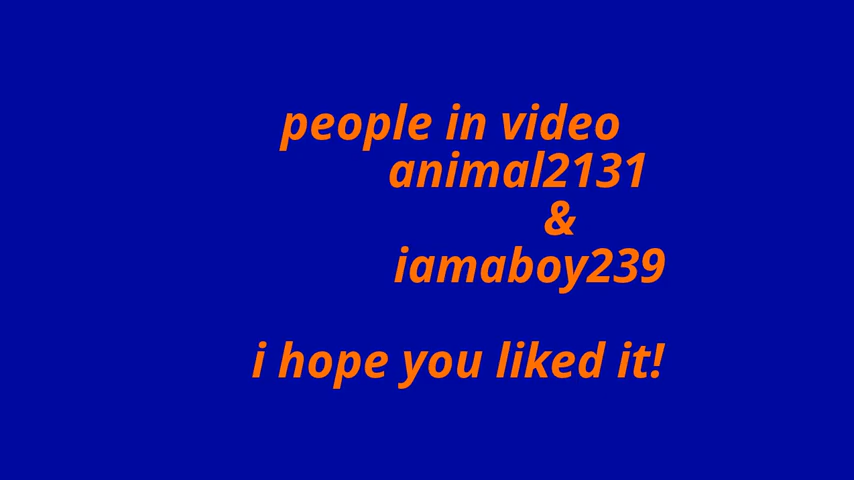 people in video
animal2131
&
iamaboy239
i hope you liked it!